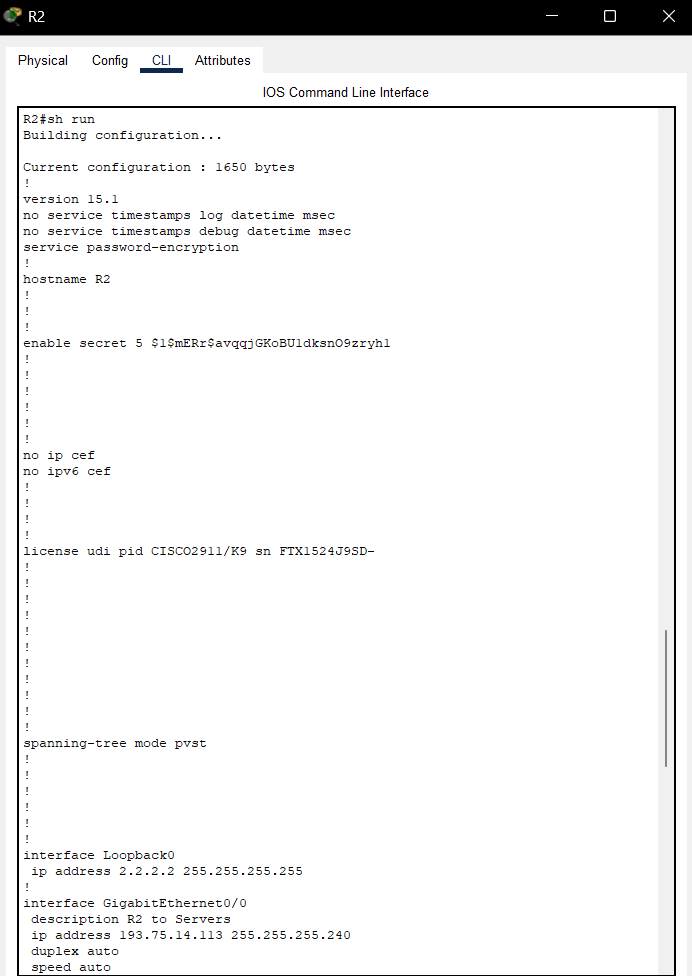 R2
Physical Config CLI Attributes
IOS Command Line Interface
R2#sh run
Building configuration...
Current configuration : 1650 bytes
!
version 15.1
no service timestamps log datetime msec
no service timestamps debug datetime msec
service password-encryption
!
hostname R2
!
!
!
enable secret 5 $1$mERr$avqqjGKoBU1dksnO9zryh1
!
!
!
!
!
!
no ip cef
no ipv6 cef
!
!
!
!
license udi pid CISCO2911/K9 sn FTX1524J9SD-
!
!
!
!
!
!
!
!
!
!
!
spanning-tree mode pvst
!
!
!
!
!
!
interface Loopback0
ip address 2.2.2.2 255.255.255.255
!
interface GigabitEthernet0/0
description R2 to Servers
ip address 193.75.14.113 255.255.255.240
duplex auto
speed auto